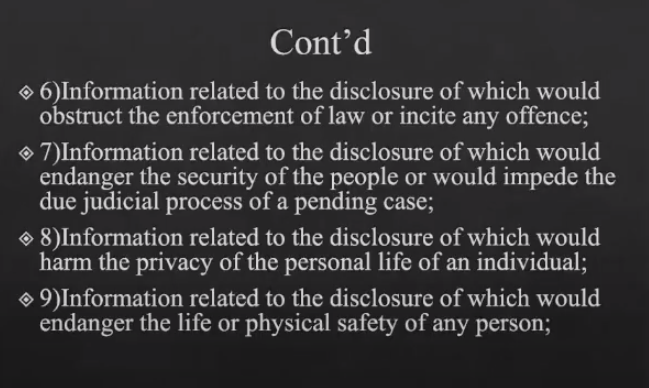 Cont’d
6)Information related to the disclosure of which would
obstruct the enforcement of law or incite any offence;
7)Information related to the disclosure of which would
endanger the security of the people or would impede the
due judicial process of a pending case;
8)Information related to the disclosure of which would
harm the privacy of the personal life of an individual;
9)Information related to the disclosure of which would
endanger the life or physical safety of any person;